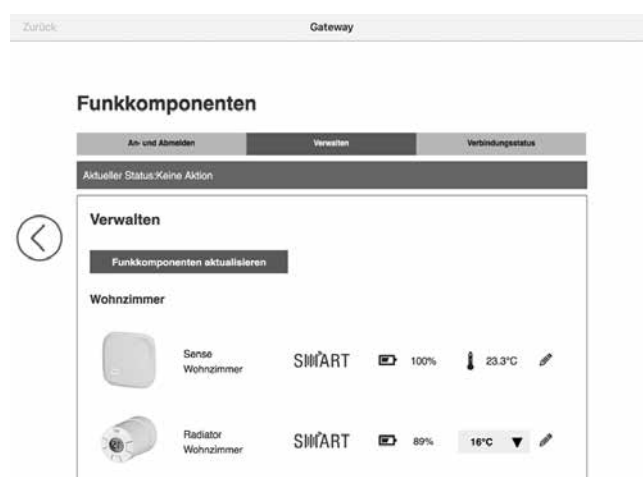 Zurück
Gateway
Funkkomponenten
An- und Abmelden
Verwalten
Verbindungsstatus
Aktueller Status:Keine Aktion
Verwalten
Funkkomponenten aktualisieren
Wohnzimmer
Sense
Wohnzimmer
SMART
100%
23.3°C
Radiator
Wohnzimmer
SMART
89%
16°C